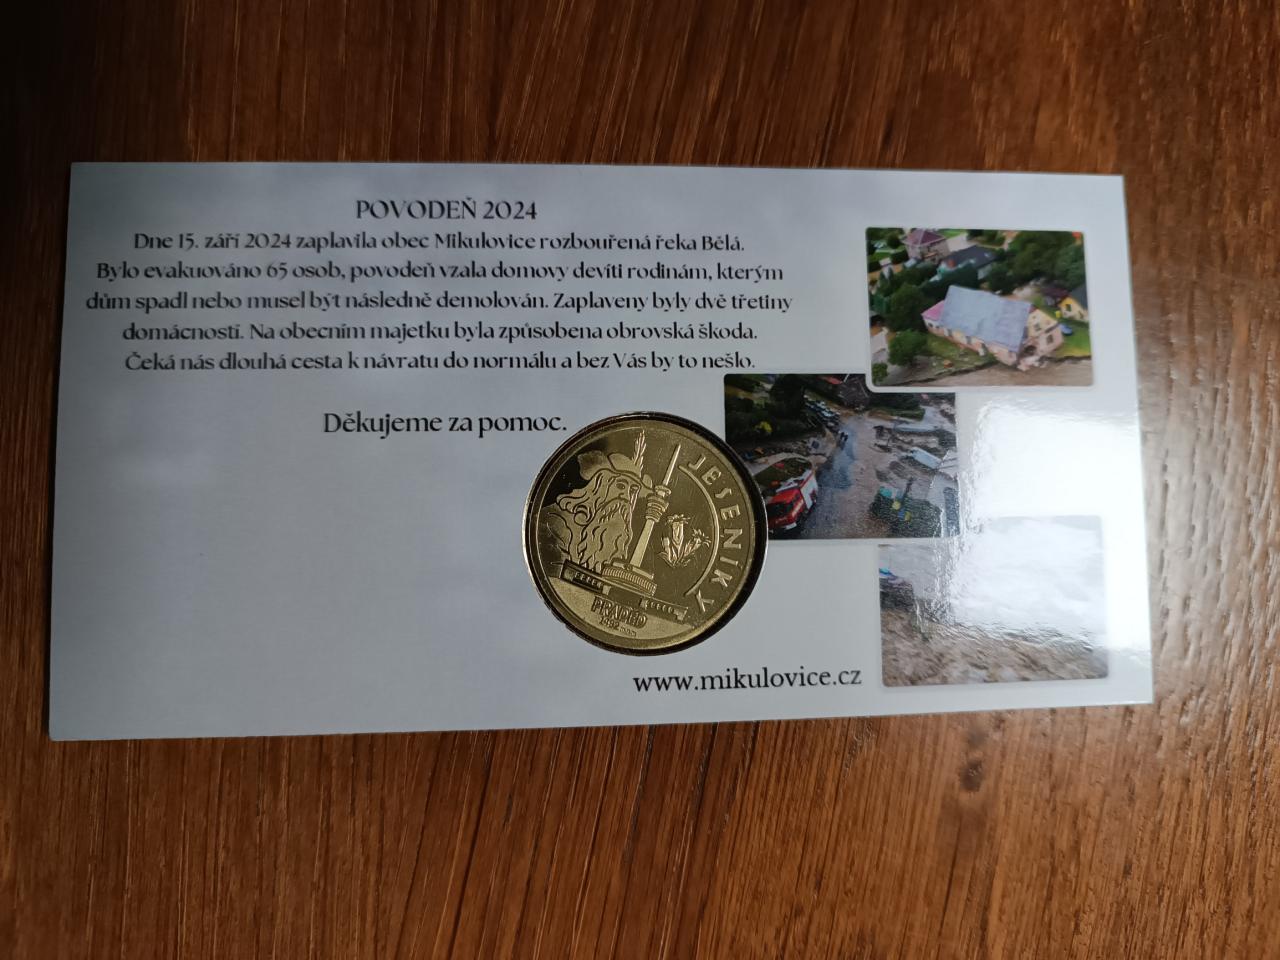 POVODEŇ 2024
Dne 15. září 2024 zaplavila obec Mikulovice rozbouřená řeka Bělá.
Bylo evakuováno 65 osob, povodeň vzala domovy devíti rodinám, kterým
dům spadl nebo musel být následně demolován. Zaplaveny byly dvě třetiny
domácností. Na obecním majetku byla způsobena obrovská škoda.
Čeká nás dlouhá cesta k návratu do normálu a bez Vás by to nešlo.
Děkujeme za pomoc.
JESENÍKY
PRADĚD
www.mikulovice.cz